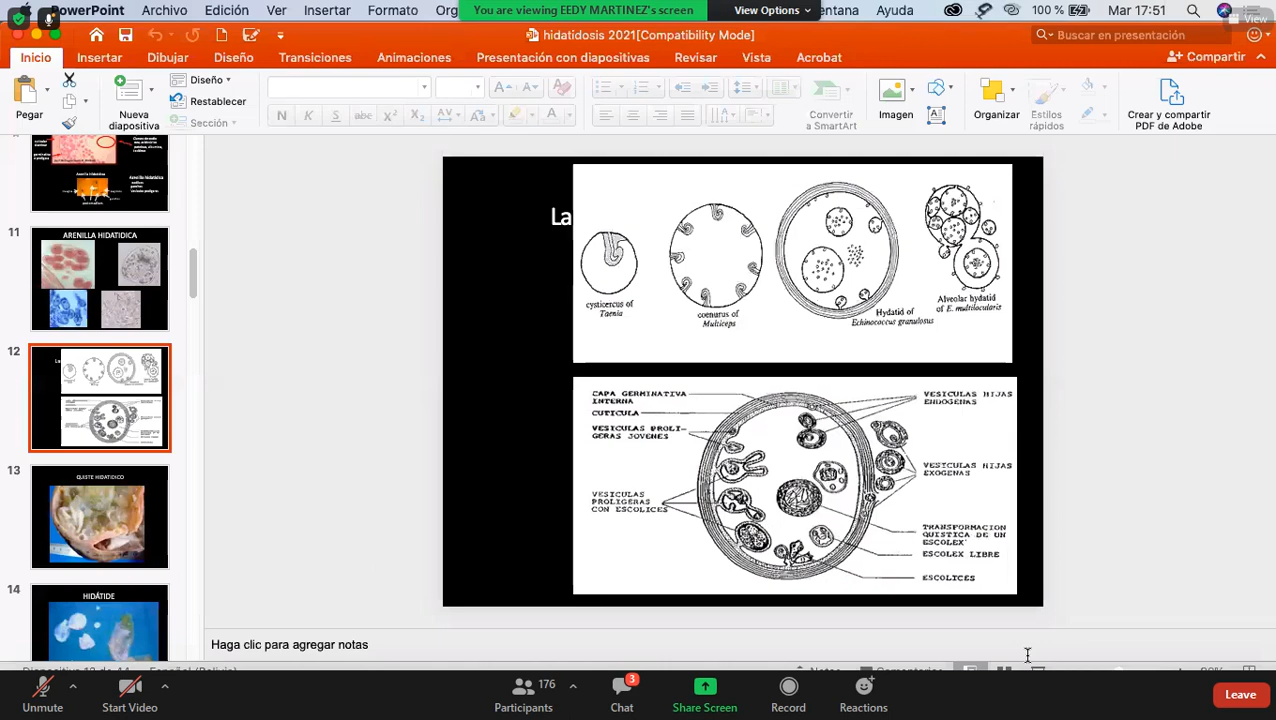 PowerPoint Archivo Edición Ver Insertar Formato You are viewing EEDY MARTINEZ's screen View Options Ayuda 100 % Mar 17:51
View
hidatidosis 2021[Compatibility Mode]
Buscar en presentación
Inicio Insertar Dibujar Diseño Transiciones Animaciones Presentación con diapositivas Revisar Vista Acrobat
Compartir
Pegar
Nueva
diapositiva
Diseño
Restablecer
Sección
N K S abc X₂ X²
Convertir
a SmartArt
Imagen
Organizar
Estilos
rápidos
Crear y compartir
PDF de Adobe
11
ARENILLA HIDATIDICA
12
13
QUISTE HIDATIDICO
14
HIDÁTIDE
La
cysticercus of
Taenia
coenurus of
Multiceps
Hydatid of
Echinococcus granulosus
Alveolar hydatid
of E. multilocularis
CAPA GERMINATIVA
INTERNA
CUTICULA
VESICULAS PROLI-
GERAS JOVENES
VESICULAS
PROLIGERAS
CON ESCOLICES
VESICULAS HIJAS
ENDOGENAS
VESICULAS HIJAS
EXOGENAS
TRANSFORMACION
QUISTICA DE UN
ESCOLEX
ESCOLEX LIBRE
ESCOLICES
Haga clic para agregar notas
Unmute
Start Video
176
Participants
3
Chat
Share Screen
Record
Reactions
Leave